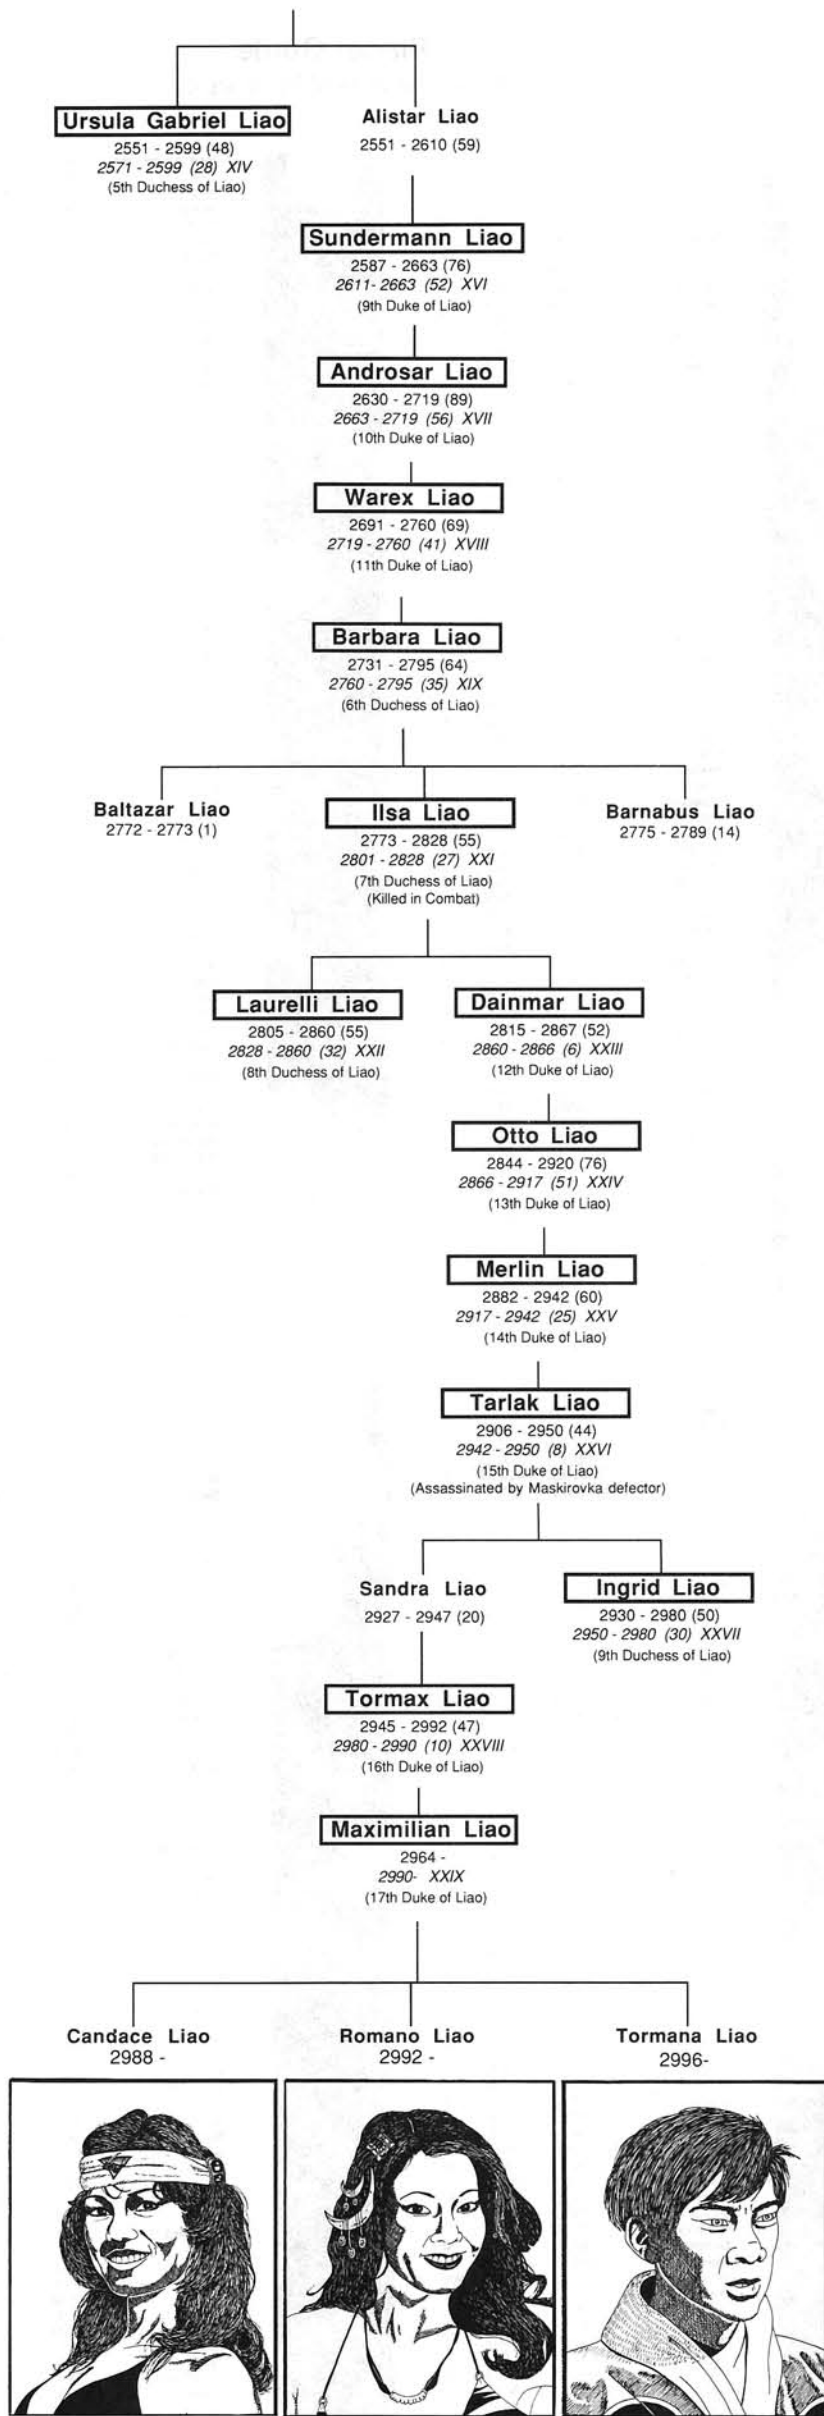 Ursula Gabriel Liao
2551 - 2599 (48)
2571 - 2599 (28) XIV
(5th Duchess of Liao)
Alistar Liao
2551 - 2610 (59)
Sundermann Liao
2587 - 2663 (76)
2611- 2663 (52) XVI
(9th Duke of Liao)
Androsar Liao
2630 - 2719 (89)
2663 - 2719 (56) XVII
(10th Duke of Liao)
Warex Liao
2691 - 2760 (69)
2719 - 2760 (41) XVIII
(11th Duke of Liao)
Barbara Liao
2731 - 2795 (64)
2760 - 2795 (35) XIX
(6th Duchess of Liao)
Baltazar Liao
2772 - 2773 (1)
Ilsa Liao
2773 - 2828 (55)
2801 - 2828 (27) XXI
(7th Duchess of Liao)
(Killed in Combat)
Barnabus Liao
2775 - 2789 (14)
Laurelli Liao
2805 - 2860 (55)
2828 - 2860 (32) XXII
(8th Duchess of Liao)
Dainmar Liao
2815 - 2867 (52)
2860 - 2866 (6) XXIII
(12th Duke of Liao)
Otto Liao
2844 - 2920 (76)
2866 - 2917 (51) XXIV
(13th Duke of Liao)
Merlin Liao
2882 - 2942 (60)
2917 - 2942 (25) XXV
(14th Duke of Liao)
Tarlak Liao
2906 - 2950 (44)
2942 - 2950 (8) XXVI
(15th Duke of Liao)
(Assassinated by Maskirovka defector)
Sandra Liao
2927 - 2947 (20)
Ingrid Liao
2930 - 2980 (50)
2950 - 2980 (30) XXVII
(9th Duchess of Liao)
Tormax Liao
2945 - 2992 (47)
2980 - 2990 (10) XXVIII
(16th Duke of Liao)
Maximilian Liao
2964 -
2990- XXIX
(17th Duke of Liao)
Candace Liao
2988 -
Romano Liao
2992 -
Tormana Liao
2996-